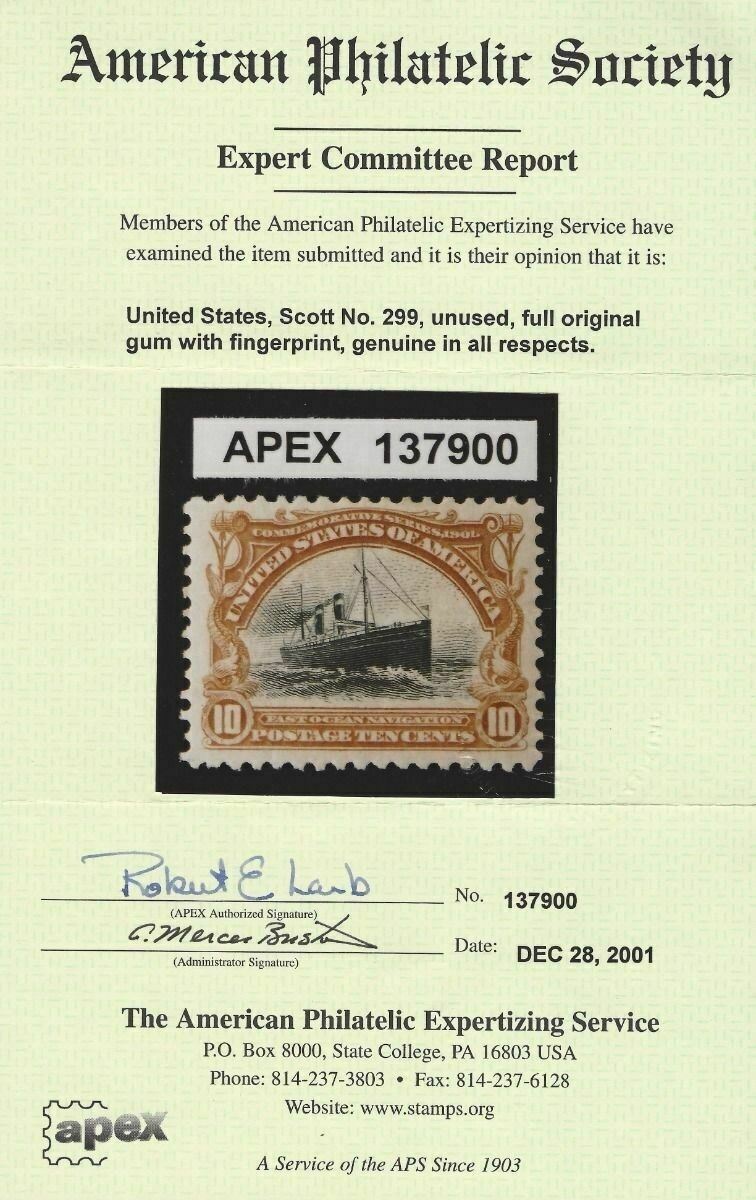 American Philatelic Society
Expert Committee Report
Members of the American Philatelic Expertizing Service have
examined the item submitted and it is their opinion that it is:
United States, Scott No. 299, unused, full original
gum with fingerprint, genuine in all respects.
APEX 137900
COMMEMORATIVE SERIES, 1901
UNITED STATES OF AMERICA
10 FAST OCEAN NAVIGATION 10
POSTAGE TEN CENTS
Robert E Lamb
No. 137900
(APEX Authorized Signature)
C. Mercer Bristow
Date: DEC 28, 2001
(Administrator Signature)
The American Philatelic Expertizing Service
P.O. Box 8000, State College, PA 16803 USA
Phone: 814-237-3803 • Fax: 814-237-6128
Website: www.stamps.org
apex
A Service of the APS Since 1903